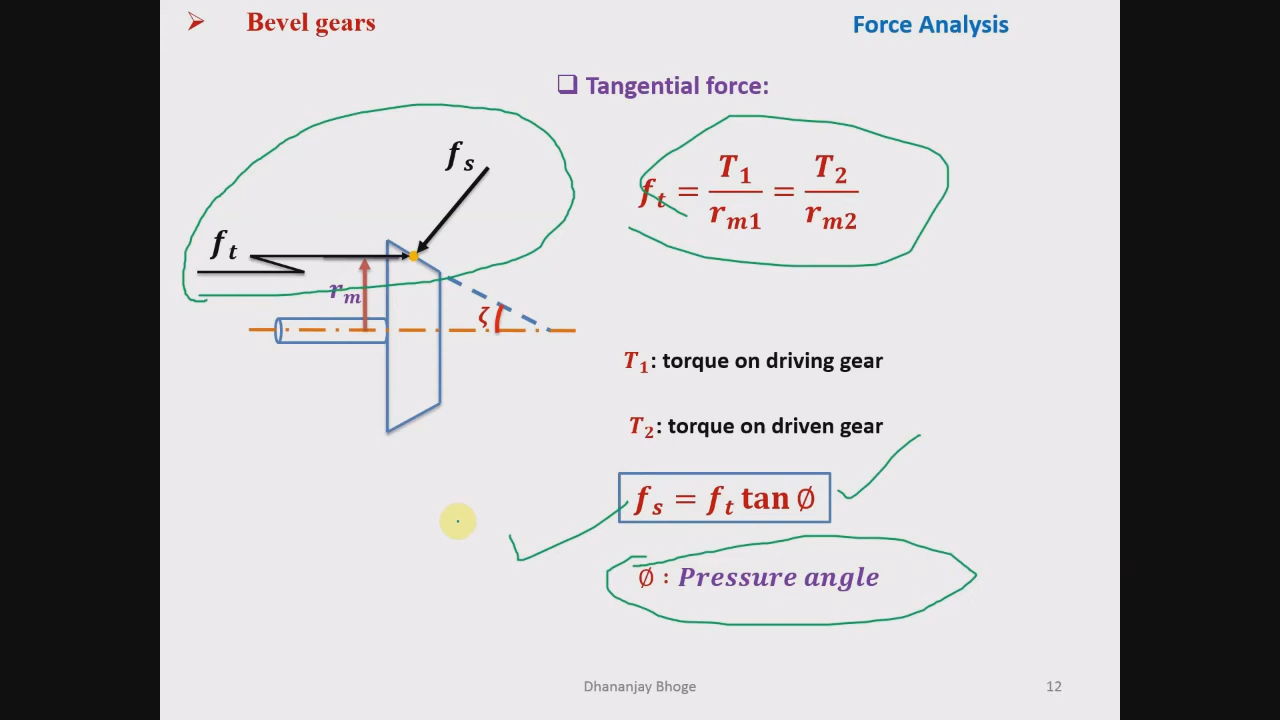 ➢ Bevel gears
Force Analysis
❑ Tangential force:
f_s
f_t
r_m
ζ
f_t = T_1/r_m1 = T_2/r_m2
T_1: torque on driving gear
T_2: torque on driven gear
f_s = f_t tan ∅
∅ : Pressure angle
Dhananjay Bhoge
12